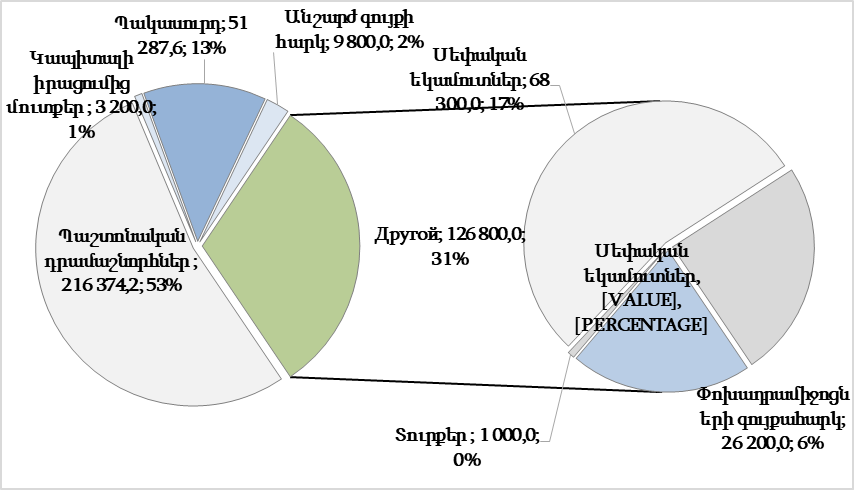 Պակասուրդ; 51
287,6; 13%
Անշարժ գույքի
հարկ; 9 800,0; 2%
Կապիտալի
իրացումից
մուտքեր ; 3 200,0;
1%
Սեփական
եկամուտներ; 68
300,0; 17%
Պաշտոնական
դրամաշնորհներ ;
216 374,2; 53%
Другой; 126 800,0;
31%
Սեփական
եկամուտներ,
[VALUE],
[PERCENTAGE]
Փոխադրամիջոցն
երի գույքահարկ;
26 200,0; 6%
Տուրքեր ; 1 000,0;
0%